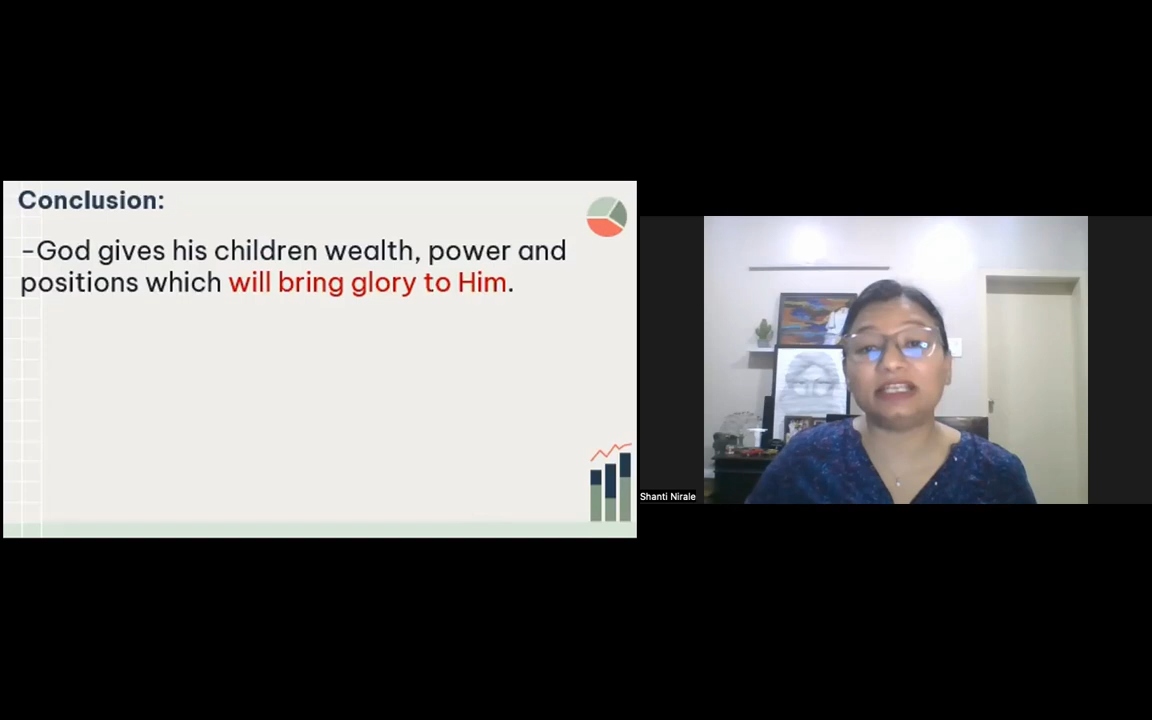 Conclusion:
-God gives his children wealth, power and
positions which will bring glory to Him.
Shanti Nirale